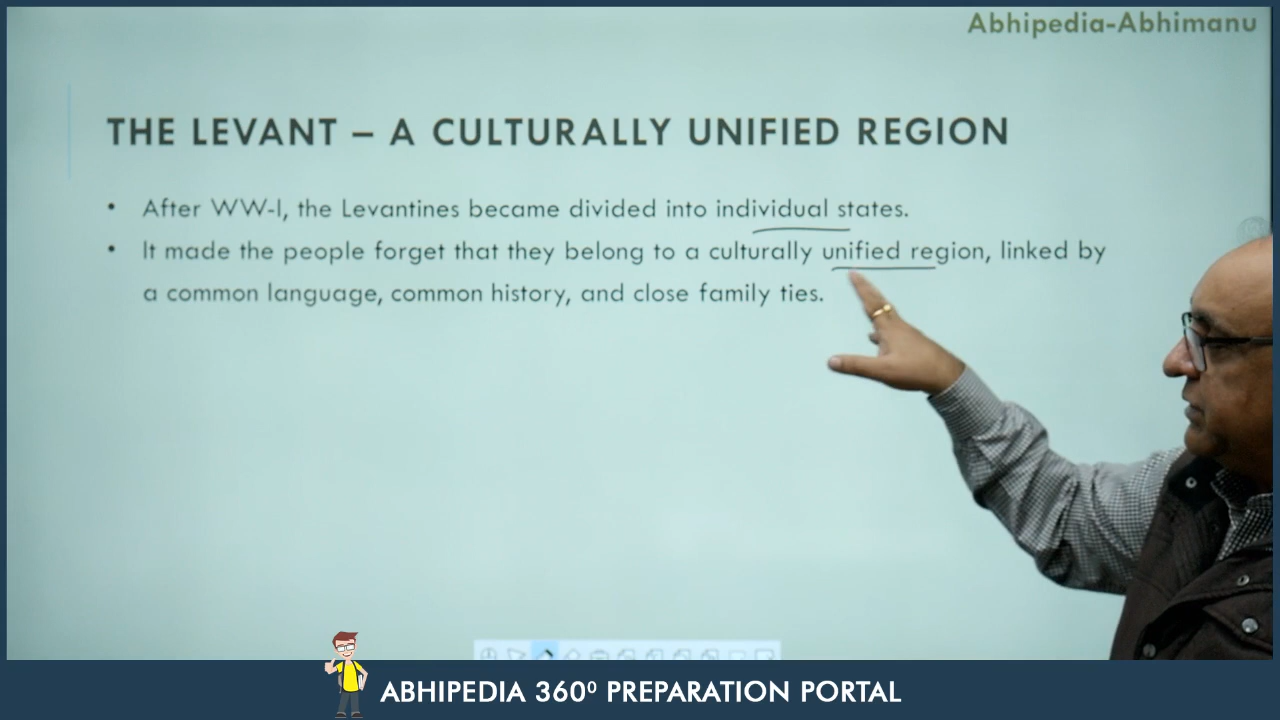 Abhipedia-Abhimanu
THE LEVANT – A CULTURALLY UNIFIED REGION
• After WW-I, the Levantines became divided into individual states.
• It made the people forget that they belong to a culturally unified region, linked by
a common language, common history, and close family ties.
ABHIPEDIA 360⁰ PREPARATION PORTAL